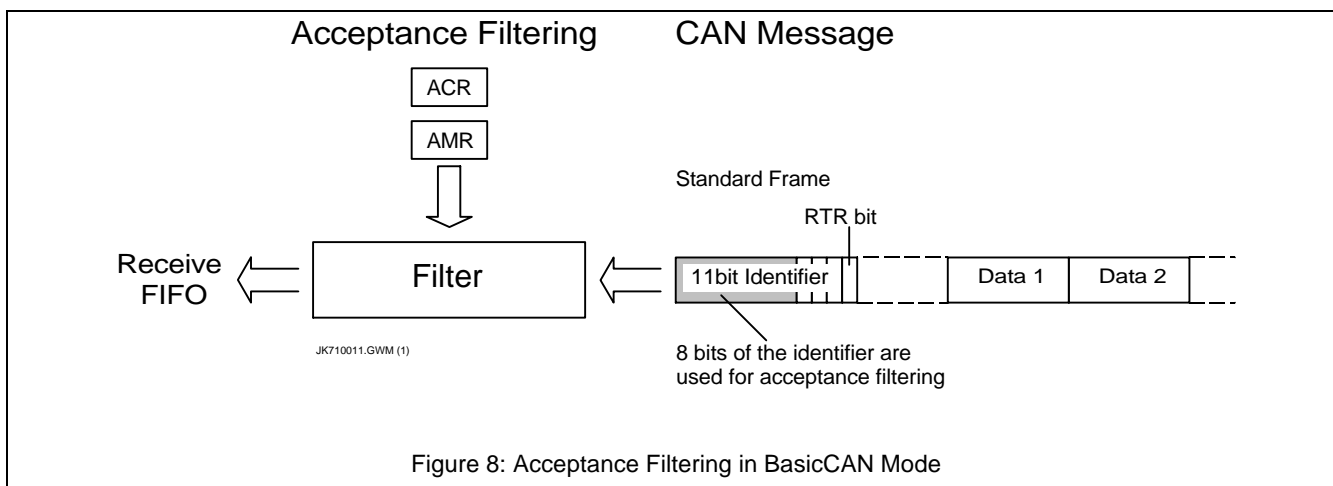 Acceptance Filtering
CAN Message
ACR
AMR
Standard Frame
RTR bit
Receive
FIFO
Filter
11bit Identifier
Data 1
Data 2
JK710011.GWM (1)
8 bits of the identifier are
used for acceptance filtering
Figure 8: Acceptance Filtering in BasicCAN Mode